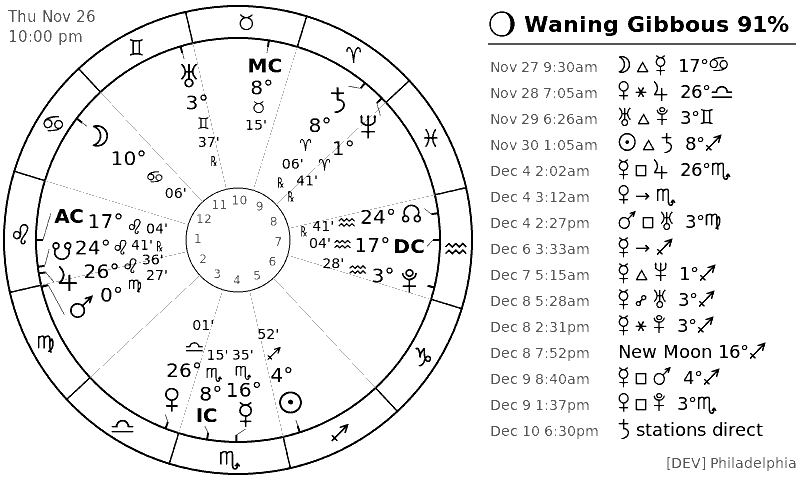 Thu Nov 26
10:00 pm
♊ ♉ ♈
♋ ♓
♌ ♒
♍ ♑
♎ ♏ ♐
♅ 3° ♊ 37' ℞
MC 8° ♉ 15'
♄ 8° ♈ 06' ℞
♆ 1° ♈ 41' ℞
☽ 10° ♋ 06'
AC 17° ♌ 04'
☋ 24° ♌ 41' ℞
♃ 26° ♌ 36'
♂ 0° ♍ 27'
℞ 41' ♒ 24° ☊
04' ♒ 17° DC
28' ♒ 3° ♇
♀ 26° ♎ 01'
IC 8° ♏ 15'
☿ 16° ♏ 35'
☉ 4° ♐ 52'
11 10 9
12 8
1 7
2 6
3 4 5
Waning Gibbous 91%
Nov 27 9:30am ☽ △ ☿ 17°♋
Nov 28 7:05am ♀ ⚹ ♃ 26°♎
Nov 29 6:26am ♅ △ ♇ 3°♊
Nov 30 1:05am ☉ △ ♄ 8°♐
Dec 4 2:02am ☿ □ ♃ 26°♏
Dec 4 3:12am ♀ → ♏
Dec 4 2:27pm ♂ □ ♅ 3°♍
Dec 6 3:33am ☿ → ♐
Dec 7 5:15am ☿ △ ♆ 1°♐
Dec 8 5:28am ☿ ☍ ♅ 3°♐
Dec 8 2:31pm ☿ ⚹ ♇ 3°♐
Dec 8 7:52pm New Moon 16°♐
Dec 9 8:40am ☿ □ ♂ 4°♐
Dec 9 1:37pm ♀ □ ♇ 3°♏
Dec 10 6:30pm ♄ stations direct
[DEV] Philadelphia